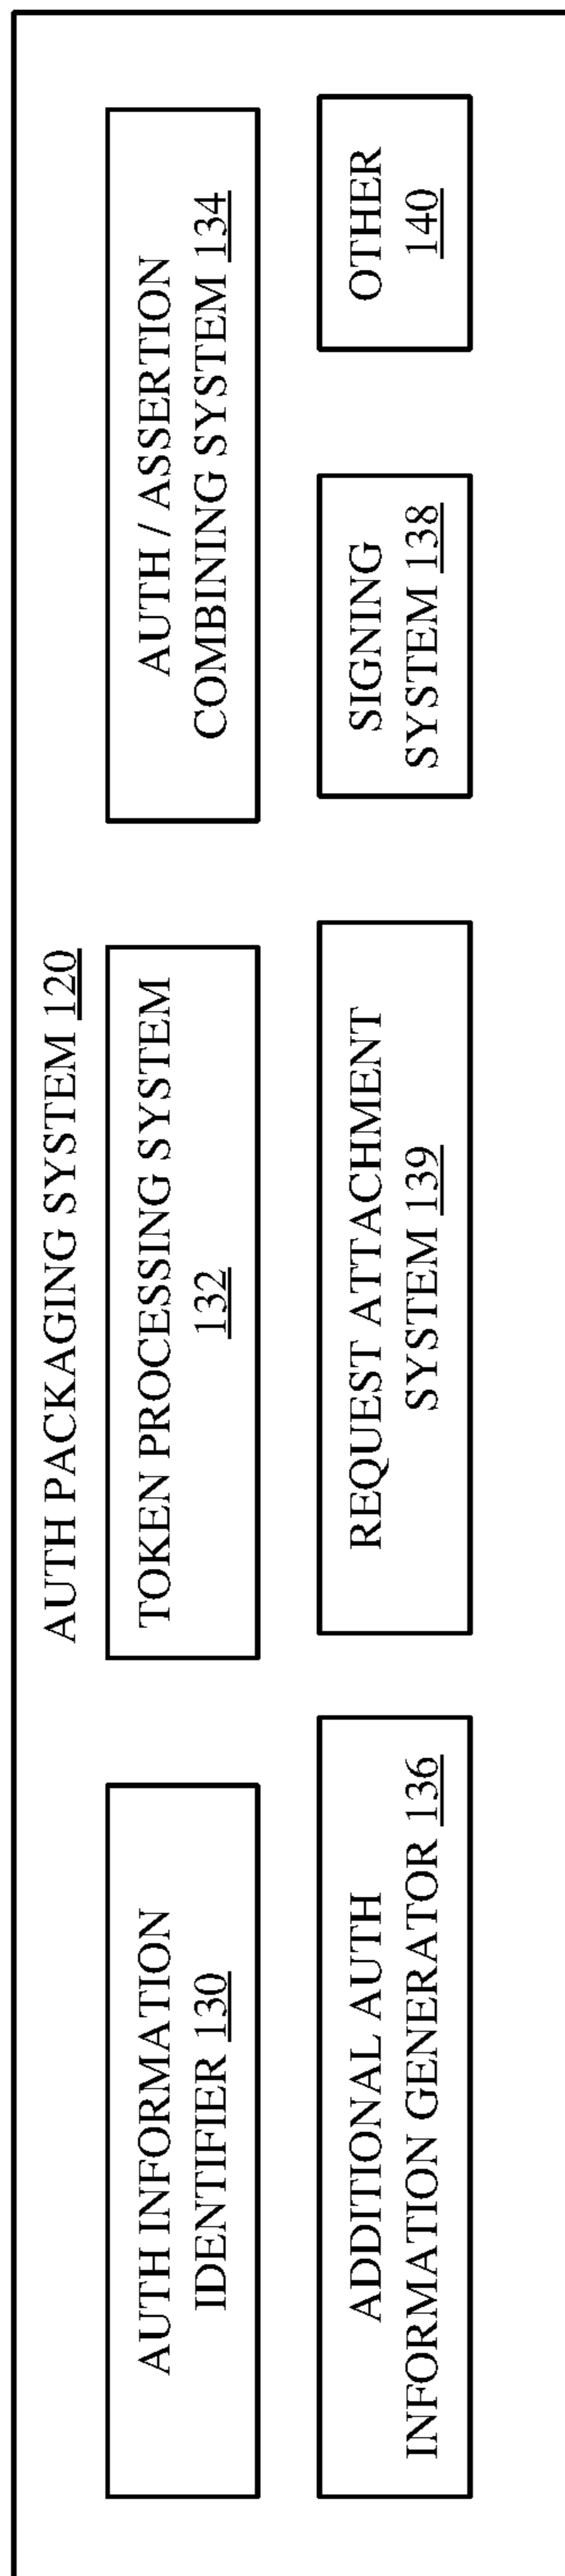 AUTH PACKAGING SYSTEM 120
AUTH INFORMATION
IDENTIFIER 130
TOKEN PROCESSING SYSTEM
132
AUTH / ASSERTION
COMBINING SYSTEM 134
ADDITIONAL AUTH
INFORMATION GENERATOR 136
REQUEST ATTACHMENT
SYSTEM 139
SIGNING
SYSTEM 138
OTHER
140